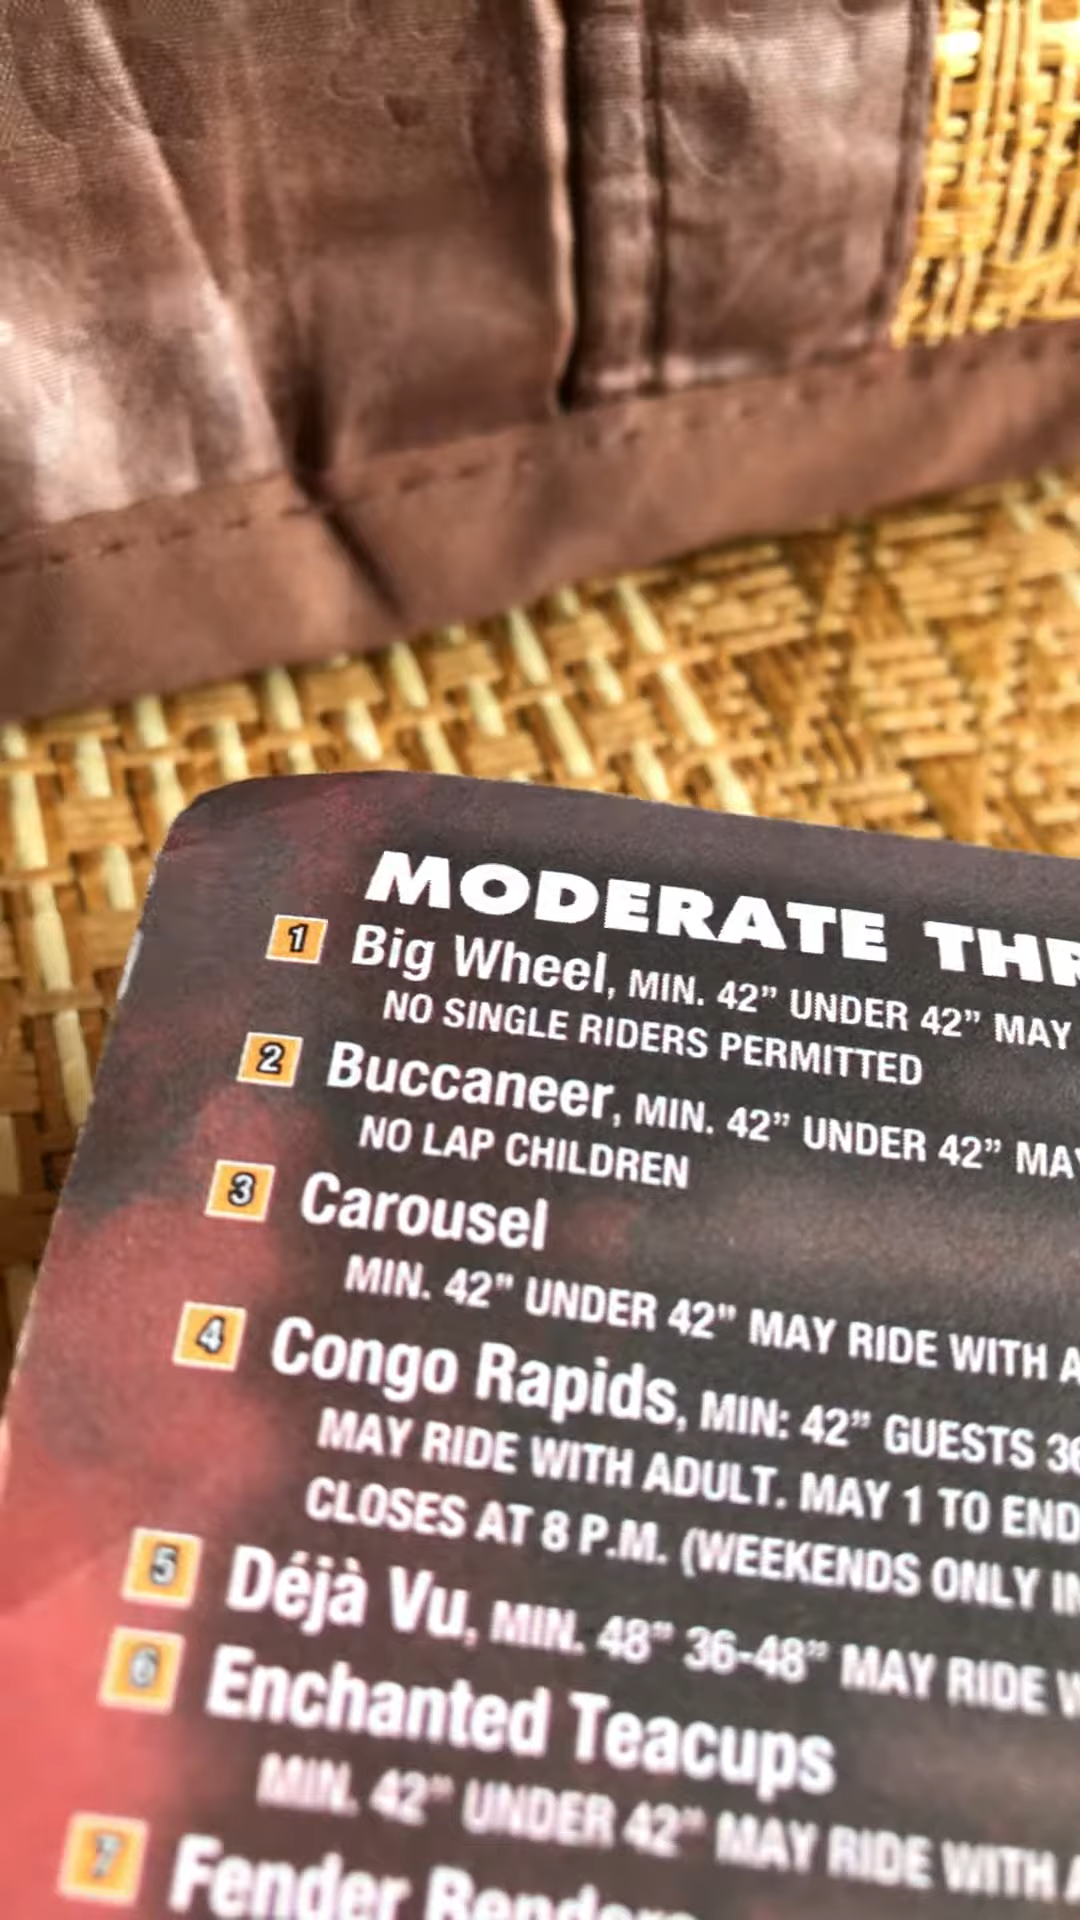 MODERATE THR
1 Big Wheel, MIN. 42” UNDER 42” MAY
NO SINGLE RIDERS PERMITTED
2 Buccaneer, MIN. 42” UNDER 42” MAY
NO LAP CHILDREN
3 Carousel
MIN. 42" UNDER 42" MAY RIDE WITH A
4 Congo Rapids, MIN: 42” GUESTS 36
MAY RIDE WITH ADULT. MAY 1 TO END
CLOSES AT 8 P.M. (WEEKENDS ONLY IN
5 Déjà Vu, MIN. 48" 36-48” MAY RIDE W
6 Enchanted Teacups
MIN. 42" UNDER 42" MAY RIDE WITH A
7 Fender Benders